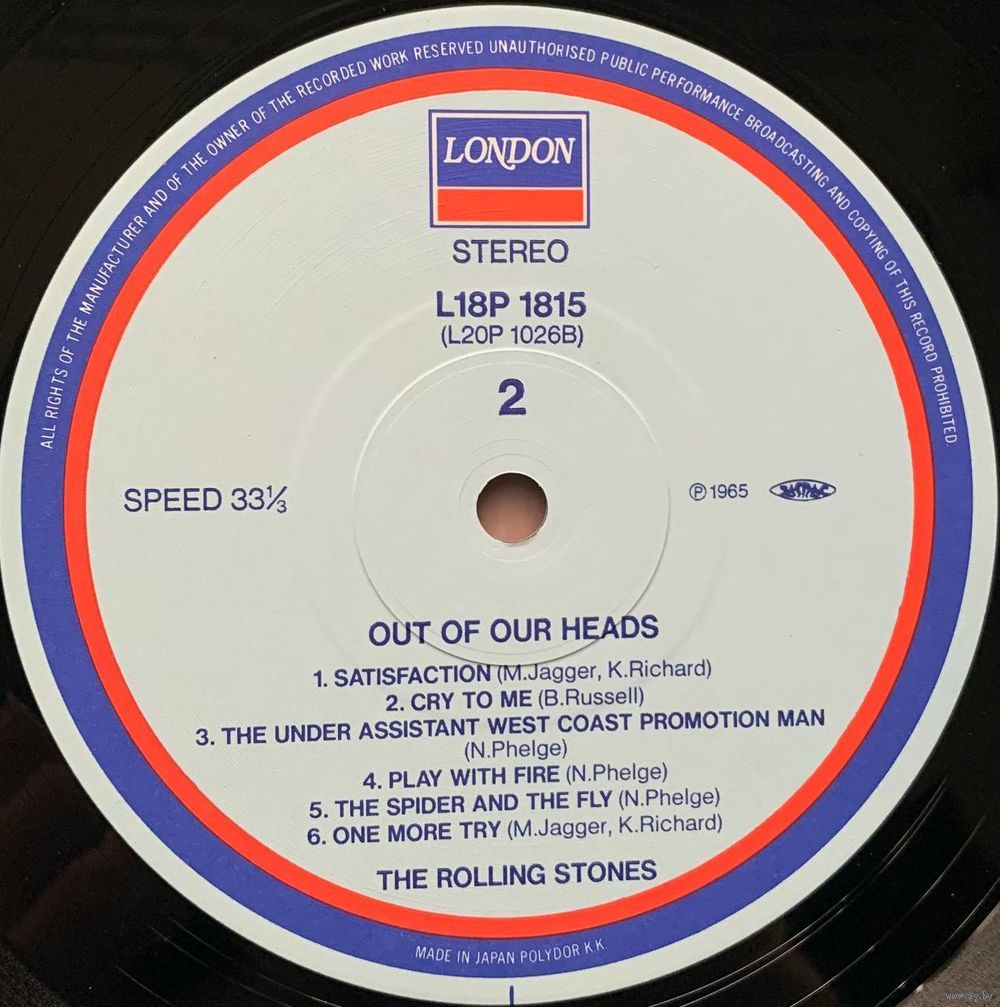 ALL RIGHTS OF THE MANUFACTURER AND OF THE OWNER OF THE RECORDED WORK RESERVED UNAUTHORISED PUBLIC PERFORMANCE BROADCASTING AND COPYING OF THIS RECORD PROHIBITED.
LONDON
STEREO
L18P 1815
(L20P 1026B)
2
SPEED 33⅓
℗ 1965
OUT OF OUR HEADS
1. SATISFACTION (M.Jagger, K.Richard)
2. CRY TO ME (B.Russell)
3. THE UNDER ASSISTANT WEST COAST PROMOTION MAN
(N.Phelge)
4. PLAY WITH FIRE (N.Phelge)
5. THE SPIDER AND THE FLY (N.Phelge)
6. ONE MORE TRY (M.Jagger, K.Richard)
THE ROLLING STONES
MADE IN JAPAN POLYDOR K.K.
www.ay.by